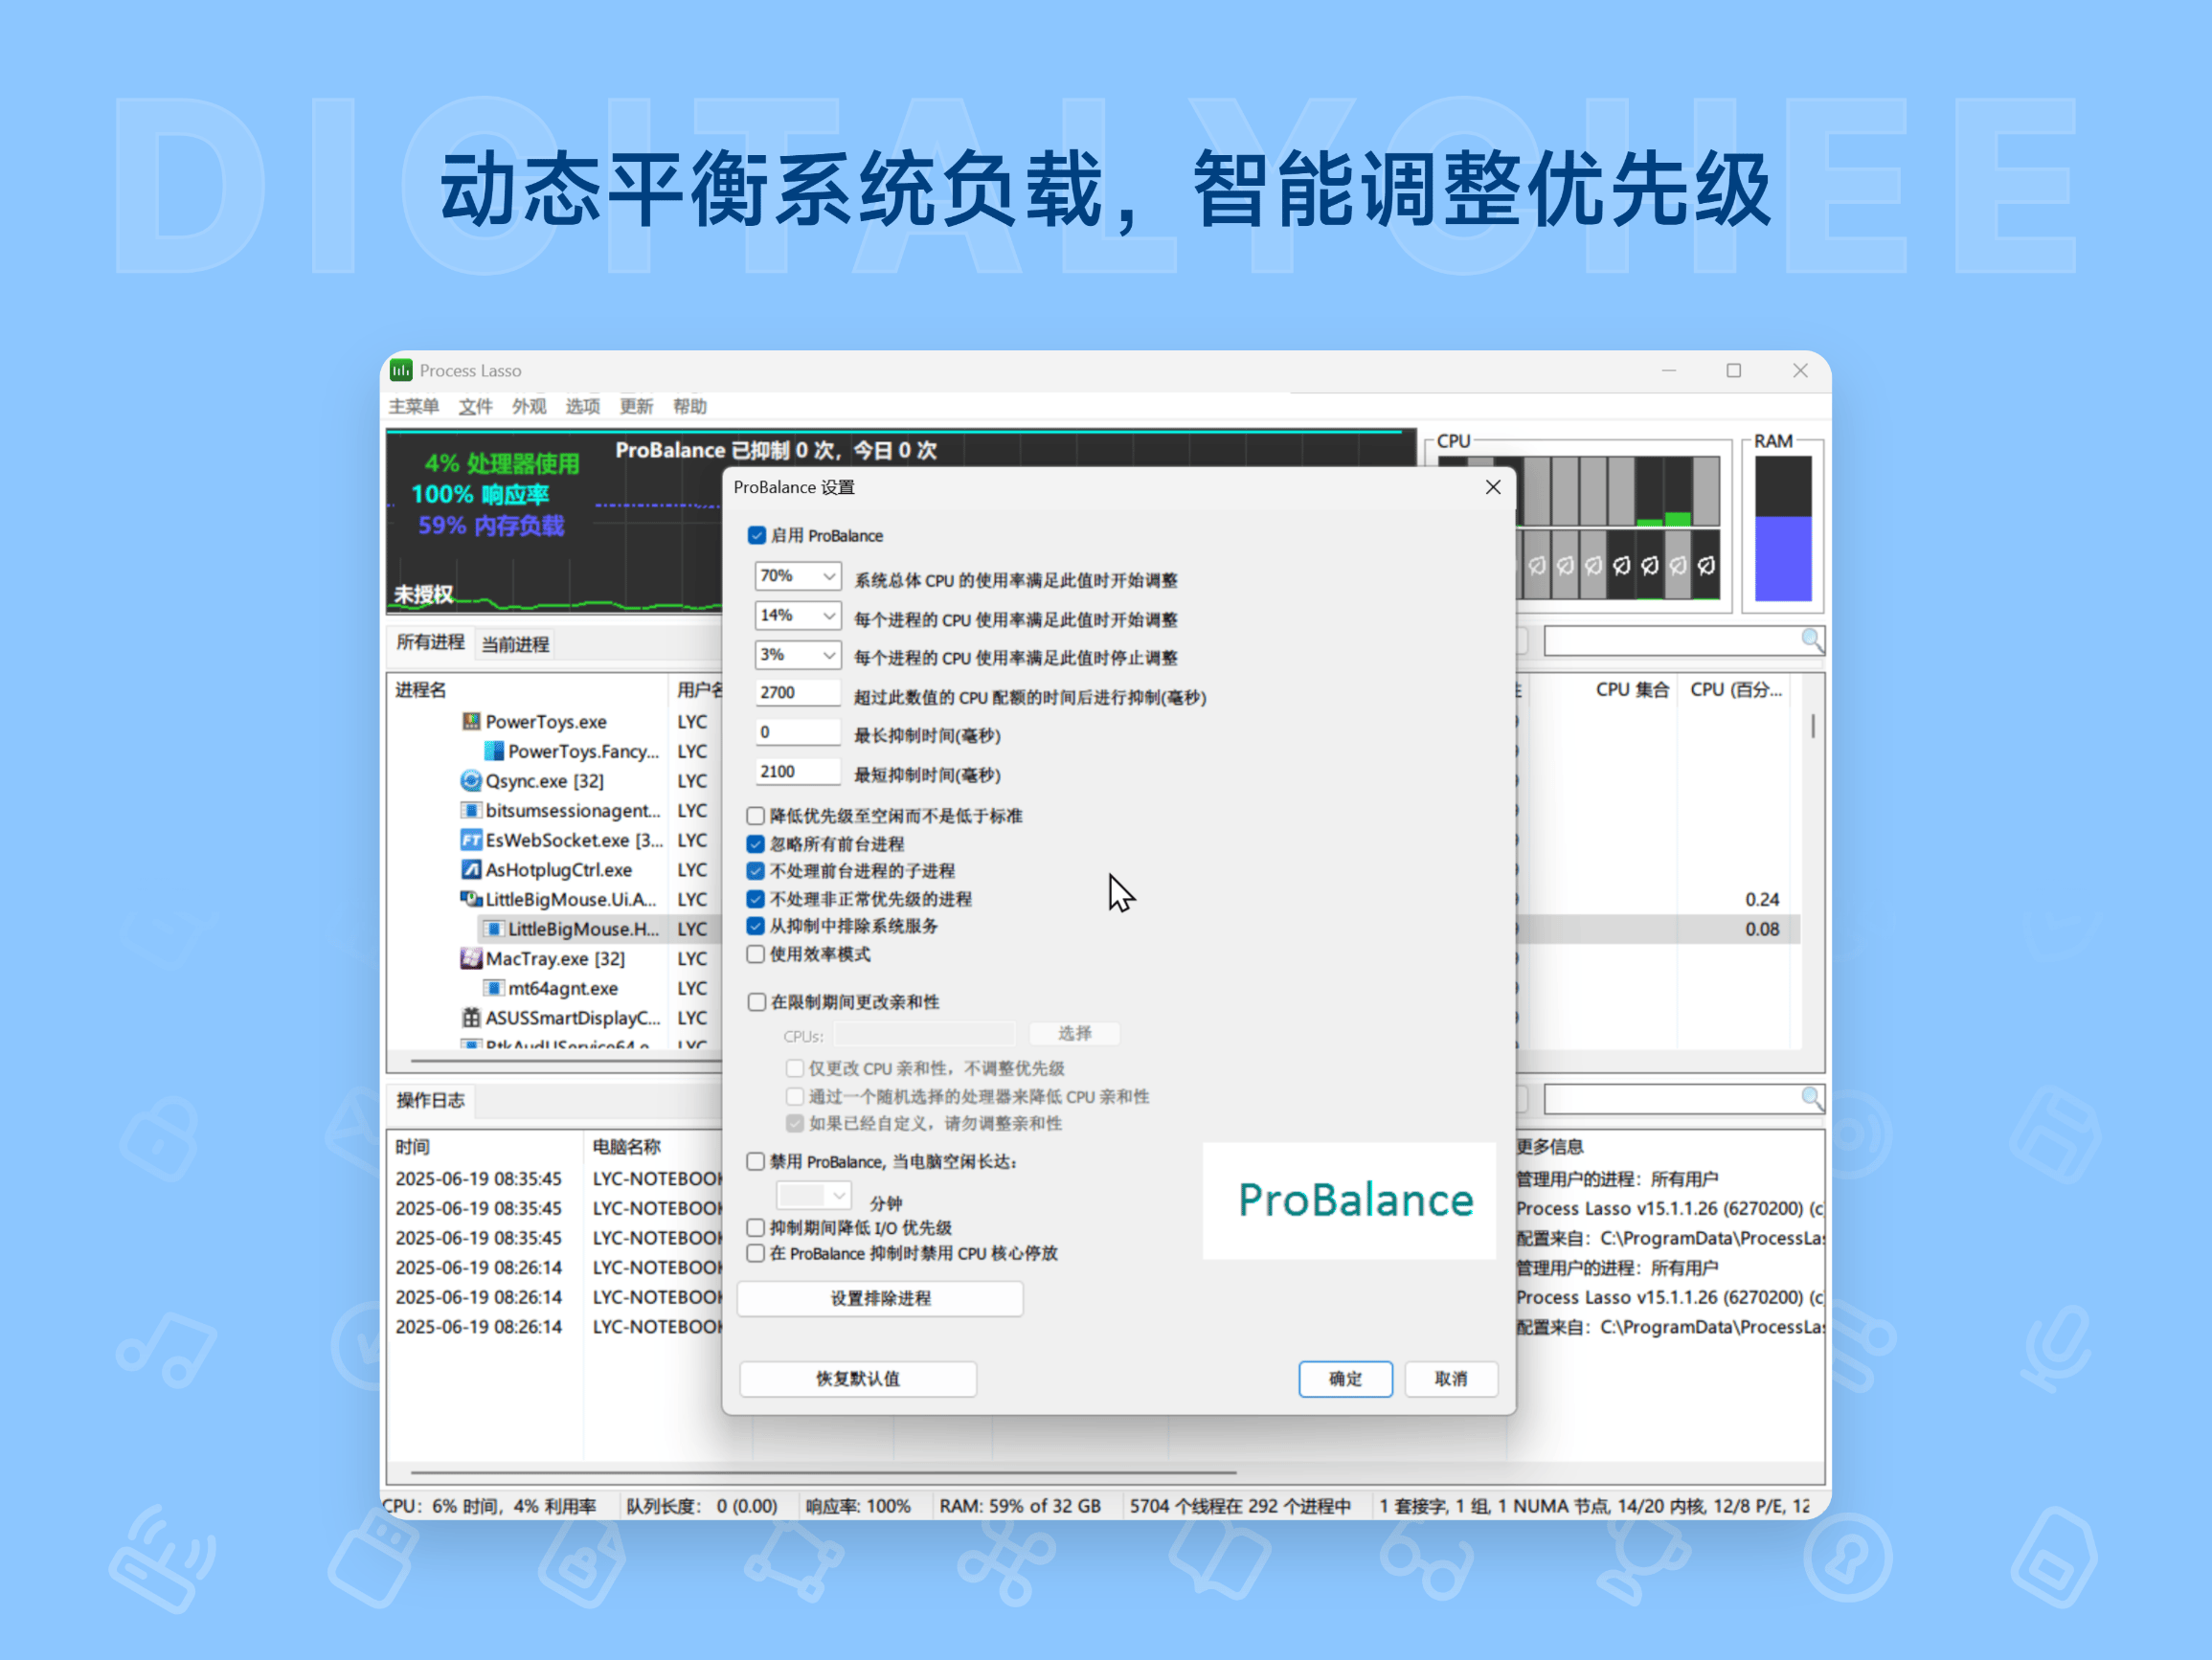 DIGITALYCHEE
动态平衡系统负载，智能调整优先级
Process Lasso
主菜单 文件 外观 选项 更新 帮助
ProBalance 已抑制 0 次，今日 0 次
4% 处理器使用
100% 响应率
59% 内存负载
未授权
CPU
RAM
所有进程 当前进程
进程名 用户名
CPU 集合 CPU (百分...
PowerToys.exe LYC
PowerToys.Fancy... LYC
Qsync.exe [32] LYC
bitsumsessionagent... LYC
EsWebSocket.exe [3... LYC
AsHotplugCtrl.exe LYC
LittleBigMouse.Ui.A... LYC 0.24
LittleBigMouse.H... LYC 0.08
MacTray.exe [32] LYC
mt64agnt.exe LYC
ASUSSmartDisplayC... LYC
RtkAudUService64.e LYC
ProBalance 设置
启用 ProBalance
70% 系统总体 CPU 的使用率满足此值时开始调整
14% 每个进程的 CPU 使用率满足此值时开始调整
3% 每个进程的 CPU 使用率满足此值时停止调整
2700 超过此数值的 CPU 配额的时间后进行抑制(毫秒)
0 最长抑制时间(毫秒)
2100 最短抑制时间(毫秒)
降低优先级至空闲而不是低于标准
忽略所有前台进程
不处理前台进程的子进程
不处理非正常优先级的进程
从抑制中排除系统服务
使用效率模式
在限制期间更改亲和性
CPUs: 选择
仅更改 CPU 亲和性，不调整优先级
通过一个随机选择的处理器来降低 CPU 亲和性
如果已经自定义，请勿调整亲和性
禁用 ProBalance, 当电脑空闲长达:
分钟
抑制期间降低 I/O 优先级
在 ProBalance 抑制时禁用 CPU 核心停放
ProBalance
设置排除进程
恢复默认值 确定 取消
操作日志
时间 电脑名称 更多信息
2025-06-19 08:35:45 LYC-NOTEBOOK 管理用户的进程：所有用户
2025-06-19 08:35:45 LYC-NOTEBOOK Process Lasso v15.1.1.26 (6270200) (c
2025-06-19 08:35:45 LYC-NOTEBOOK 配置来自：C:\ProgramData\ProcessLas
2025-06-19 08:26:14 LYC-NOTEBOOK 管理用户的进程：所有用户
2025-06-19 08:26:14 LYC-NOTEBOOK Process Lasso v15.1.1.26 (6270200) (c
2025-06-19 08:26:14 LYC-NOTEBOOK 配置来自：C:\ProgramData\ProcessLas
CPU：6% 时间，4% 利用率 队列长度： 0 (0.00) 响应率: 100% RAM: 59% of 32 GB 5704 个线程在 292 个进程中 1 套接字, 1 组, 1 NUMA 节点, 14/20 内核, 12/8 P/E, 12